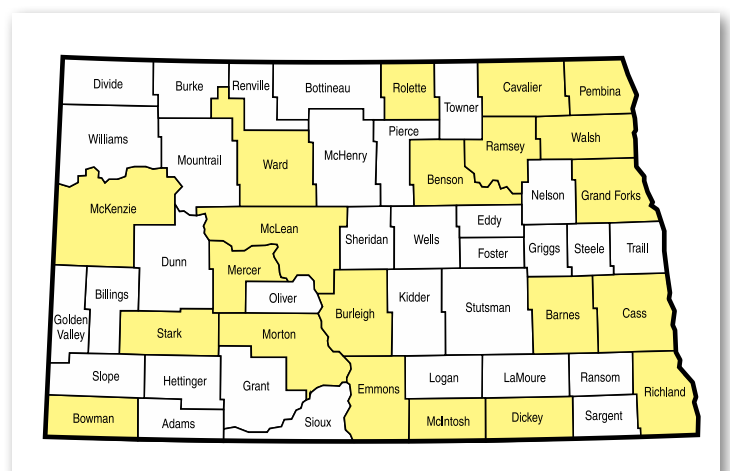 Divide
Burke
Renville
Bottineau
Rolette
Towner
Cavalier
Pembina
Williams
Mountrail
Ward
McHenry
Pierce
Benson
Ramsey
Walsh
McKenzie
McLean
Sheridan
Wells
Eddy
Foster
Nelson
Grand Forks
Dunn
Mercer
Oliver
Griggs
Steele
Traill
Golden
Valley
Billings
Stark
Morton
Burleigh
Kidder
Stutsman
Barnes
Cass
Slope
Hettinger
Grant
Emmons
Logan
LaMoure
Ransom
Richland
Bowman
Adams
Sioux
McIntosh
Dickey
Sargent